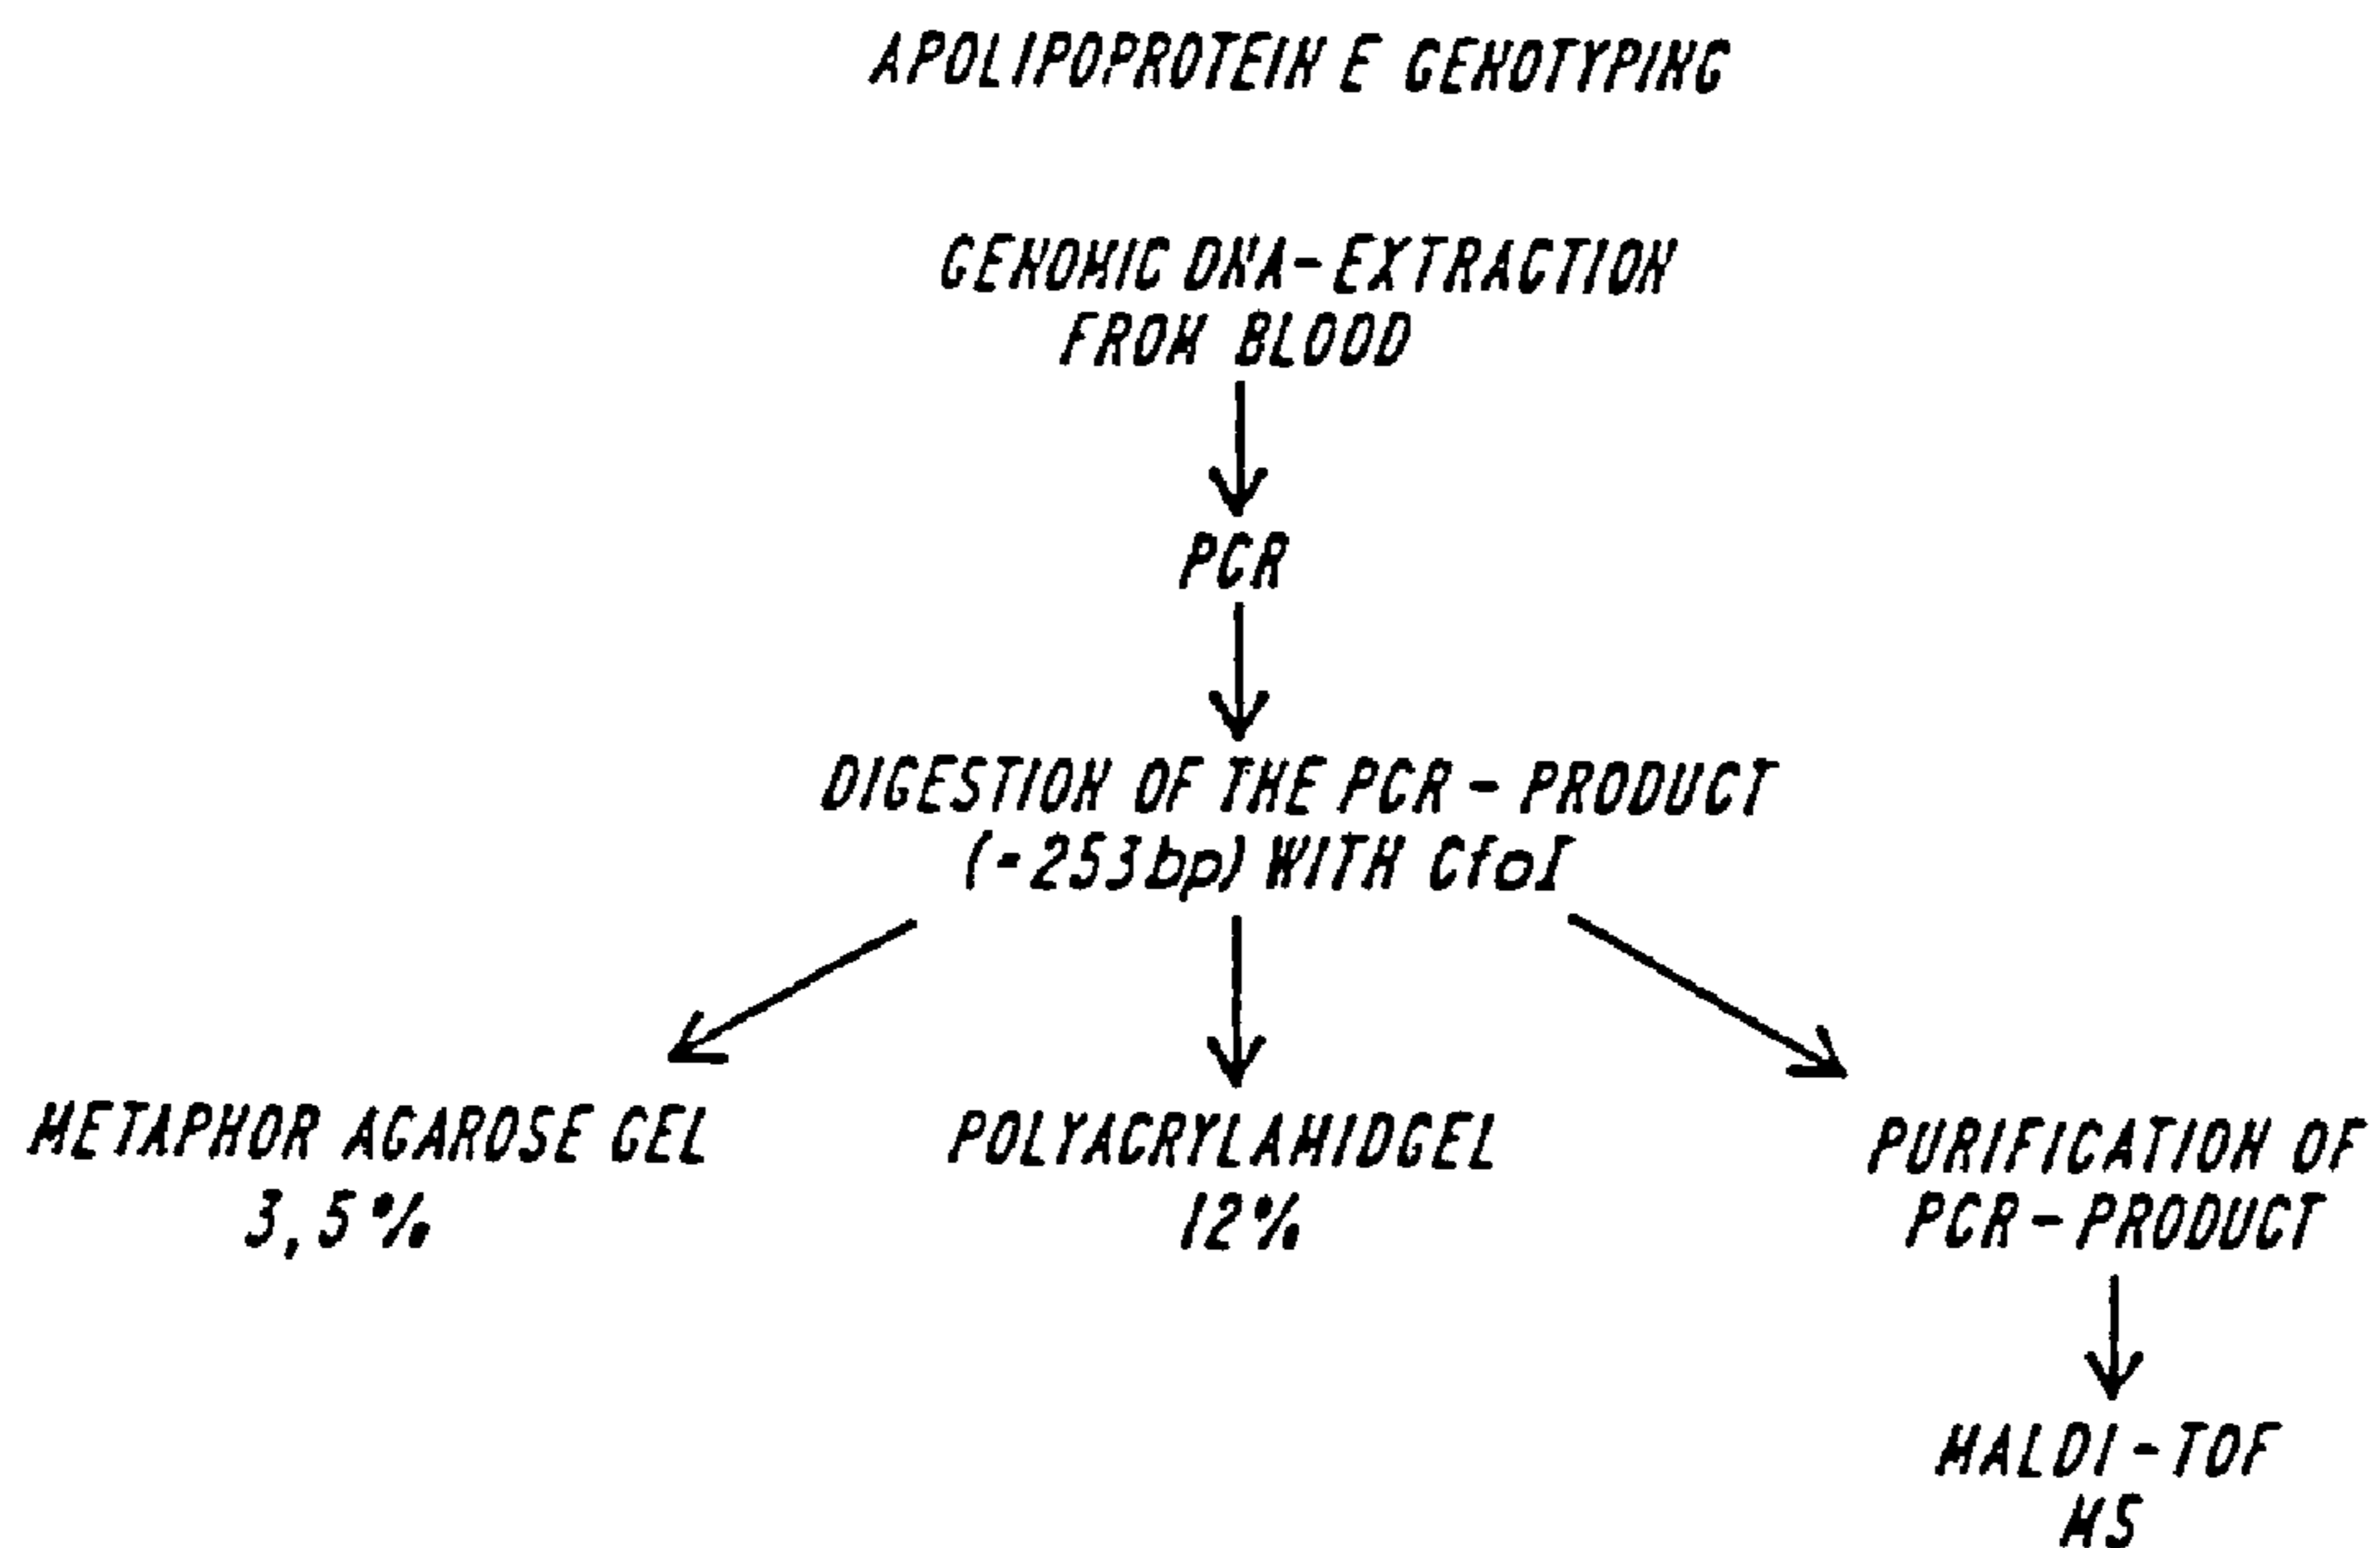 APOLIPOPROTEIN E GENOTYPING
GENOMIC DNA-EXTRACTION
FROM BLOOD
PCR
DIGESTION OF THE PCR - PRODUCT
(-253bp) WITH CfoI
METAPHOR AGAROSE GEL
3,5%
POLYACRYLAMIDGEL
12%
PURIFICATION OF
PCR - PRODUCT
MALDI - TOF
MS